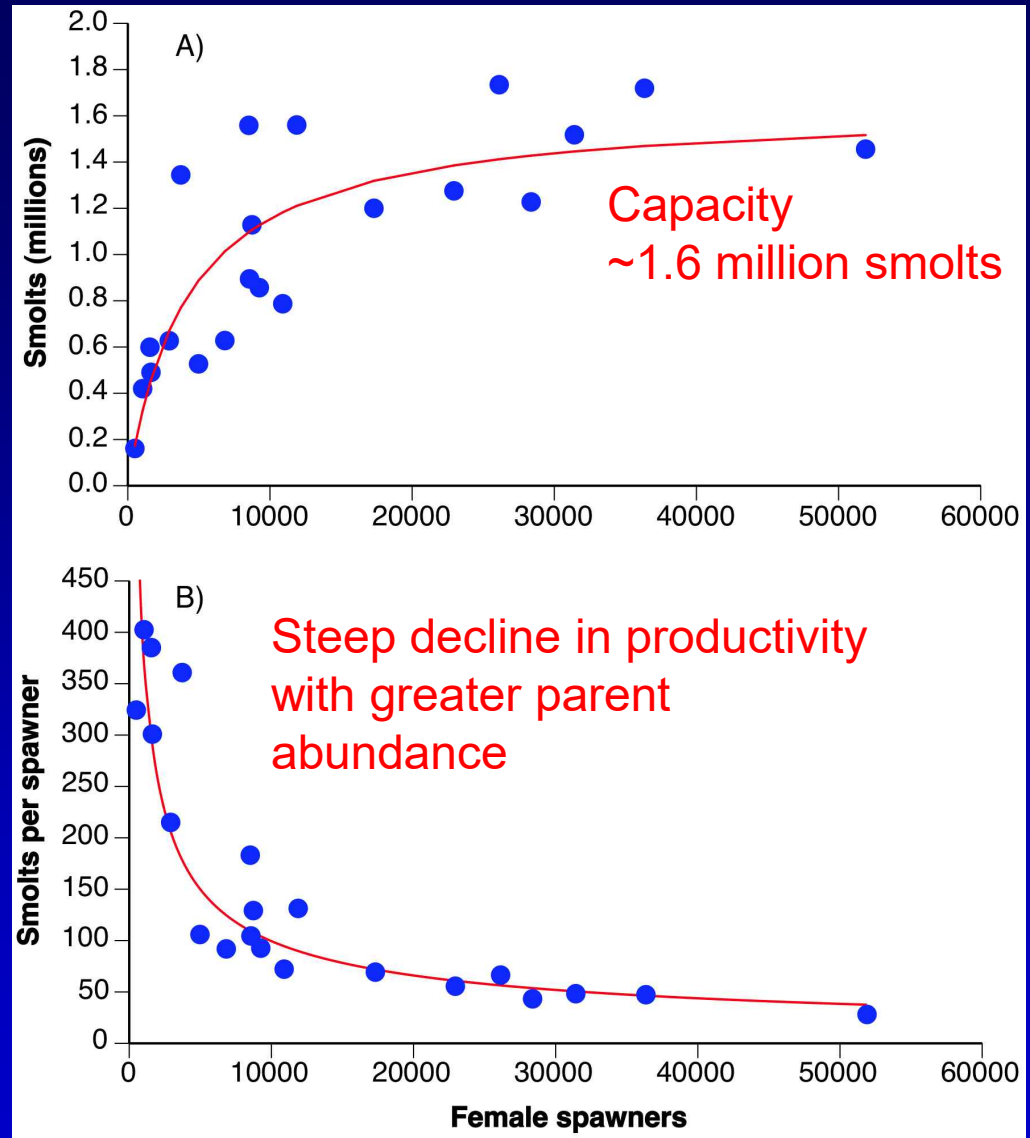 A)
2.0
1.8
1.6
1.4
1.2
1.0
0.8
0.6
0.4
0.2
0.0
Smolts (millions)
Capacity
~1.6 million smolts
0 10000 20000 30000 40000 50000 60000
B)
450
400
350
300
250
200
150
100
50
0
Smolts per spawner
Steep decline in productivity
with greater parent
abundance
0 10000 20000 30000 40000 50000 60000
Female spawners